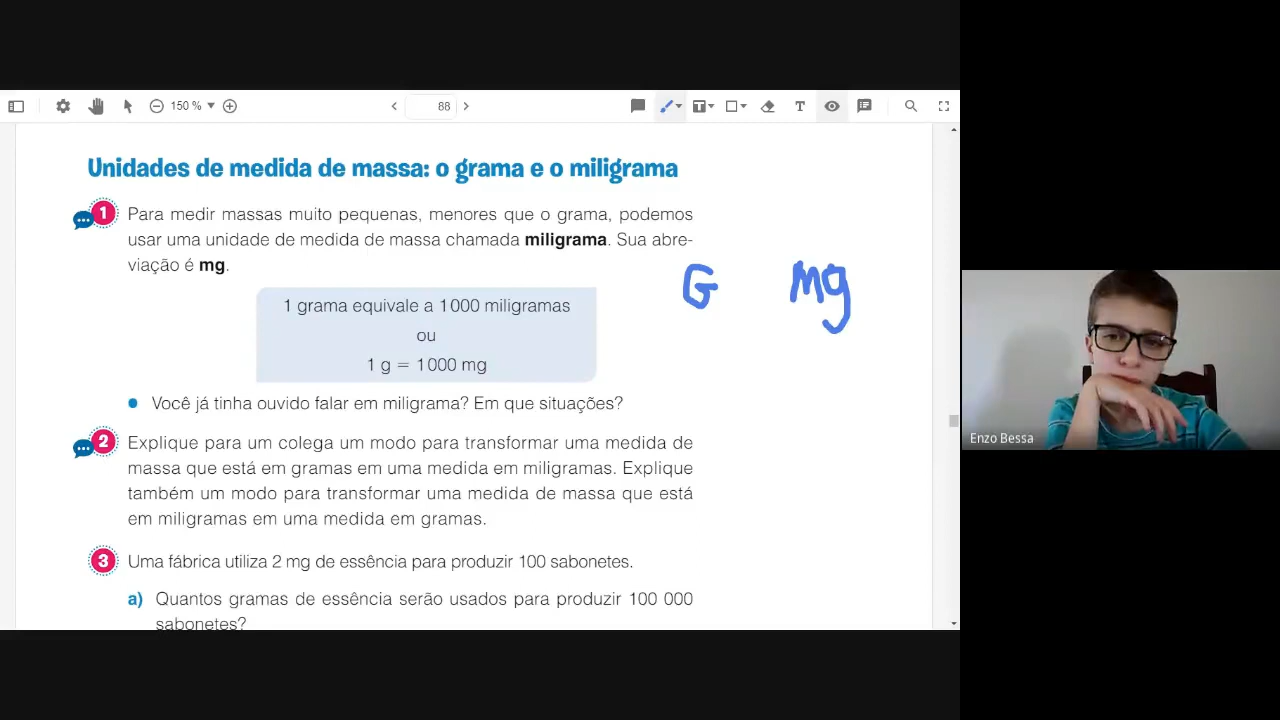 150 %
88
Unidades de medida de massa: o grama e o miligrama
1 Para medir massas muito pequenas, menores que o grama, podemos
usar uma unidade de medida de massa chamada miligrama. Sua abre-
viação é mg.
G mg
1 grama equivale a 1 000 miligramas
ou
1 g = 1 000 mg
• Você já tinha ouvido falar em miligrama? Em que situações?
2 Explique para um colega um modo para transformar uma medida de
massa que está em gramas em uma medida em miligramas. Explique
também um modo para transformar uma medida de massa que está
em miligramas em uma medida em gramas.
3 Uma fábrica utiliza 2 mg de essência para produzir 100 sabonetes.
a) Quantos gramas de essência serão usados para produzir 100 000
sabonetes?
Enzo Bessa